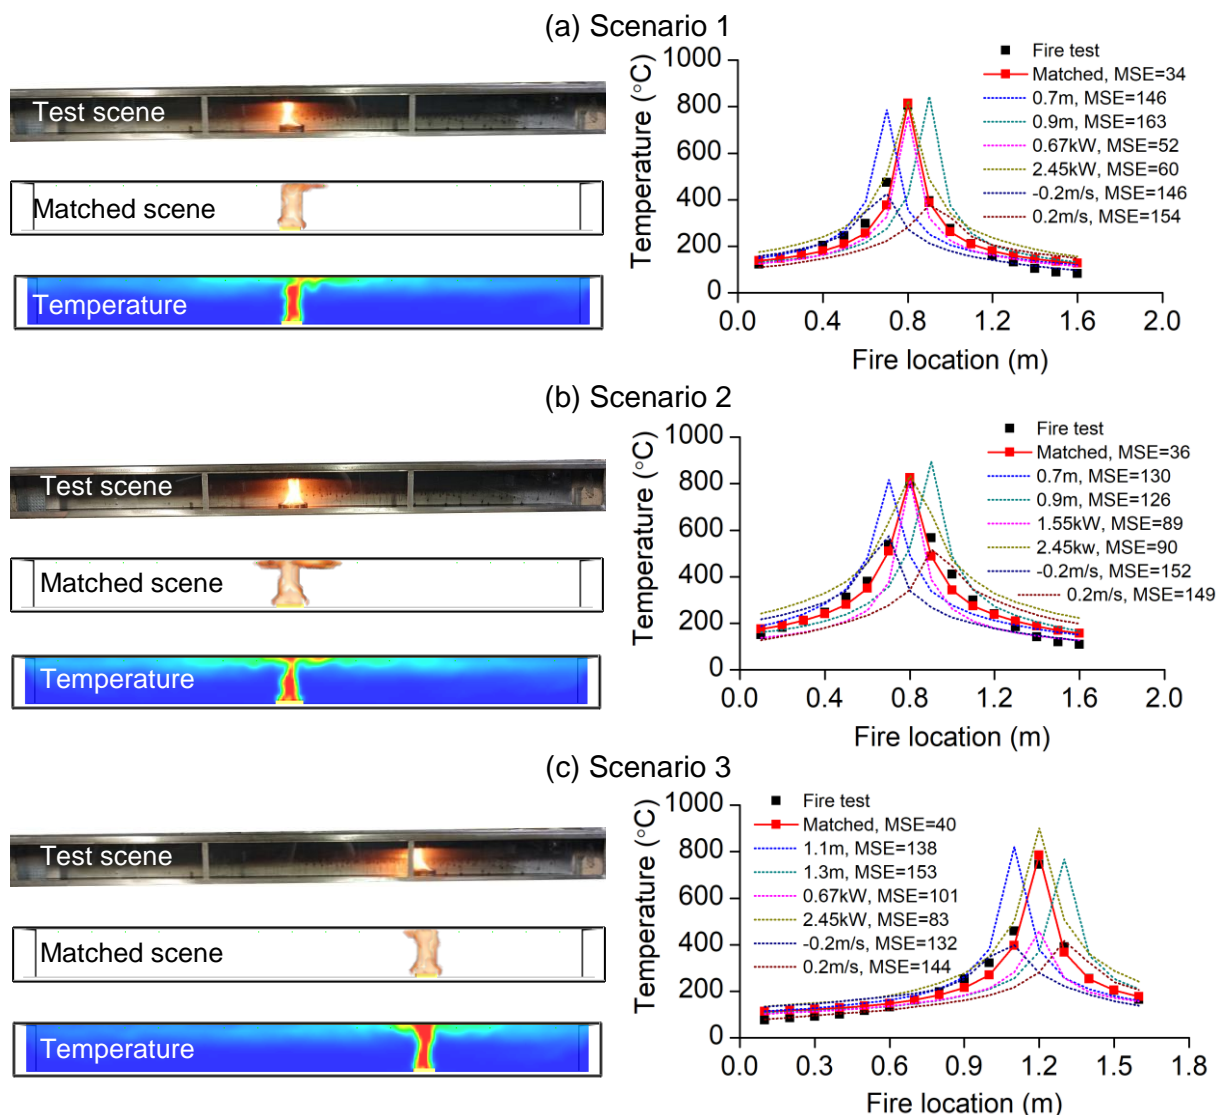 (a) Scenario 1
Test scene
Matched scene
Temperature
Temperature (°C)
1000
800
600
400
200
0
0.0
0.4
0.8
1.2
1.6
2.0
Fire location (m)
Fire test
Matched, MSE=34
0.7m, MSE=146
0.9m, MSE=163
0.67kW, MSE=52
2.45kW, MSE=60
-0.2m/s, MSE=146
0.2m/s, MSE=154
(b) Scenario 2
Test scene
Matched scene
Temperature
Temperature (°C)
1000
800
600
400
200
0
0.0
0.4
0.8
1.2
1.6
2.0
Fire location (m)
Fire test
Matched, MSE=36
0.7m, MSE=130
0.9m, MSE=126
1.55kW, MSE=89
2.45kw, MSE=90
-0.2m/s, MSE=152
0.2m/s, MSE=149
(c) Scenario 3
Test scene
Matched scene
Temperature
Temperature (°C)
1000
800
600
400
200
0
0.0
0.3
0.6
0.9
1.2
1.5
1.8
Fire location (m)
Fire test
Matched, MSE=40
1.1m, MSE=138
1.3m, MSE=153
0.67kW, MSE=101
2.45kW, MSE=83
-0.2m/s, MSE=132
0.2m/s, MSE=144